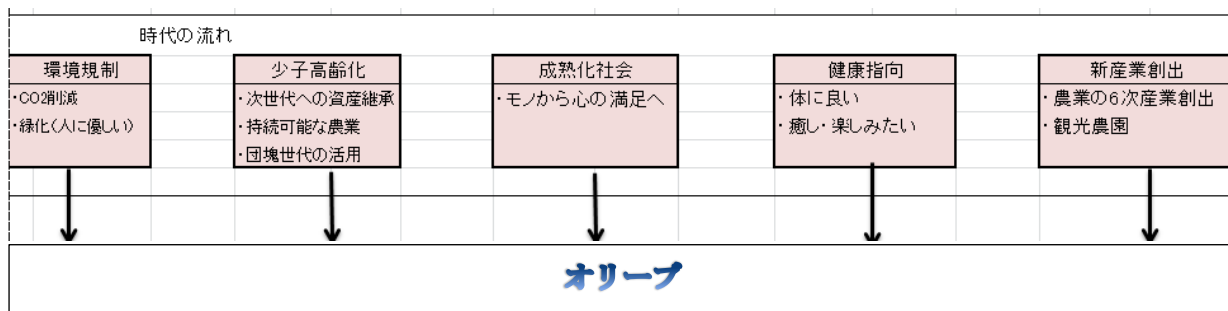 時代の流れ
環境規制
・CO2削減
・緑化(人に優しい)
少子高齢化
・次世代への資産継承
・持続可能な農業
・団塊世代の活用
成熟化社会
・モノから心の満足へ
健康指向
・体に良い
・癒し・楽しみたい
新産業創出
・農業の6次産業創出
・観光農園
オリーブ